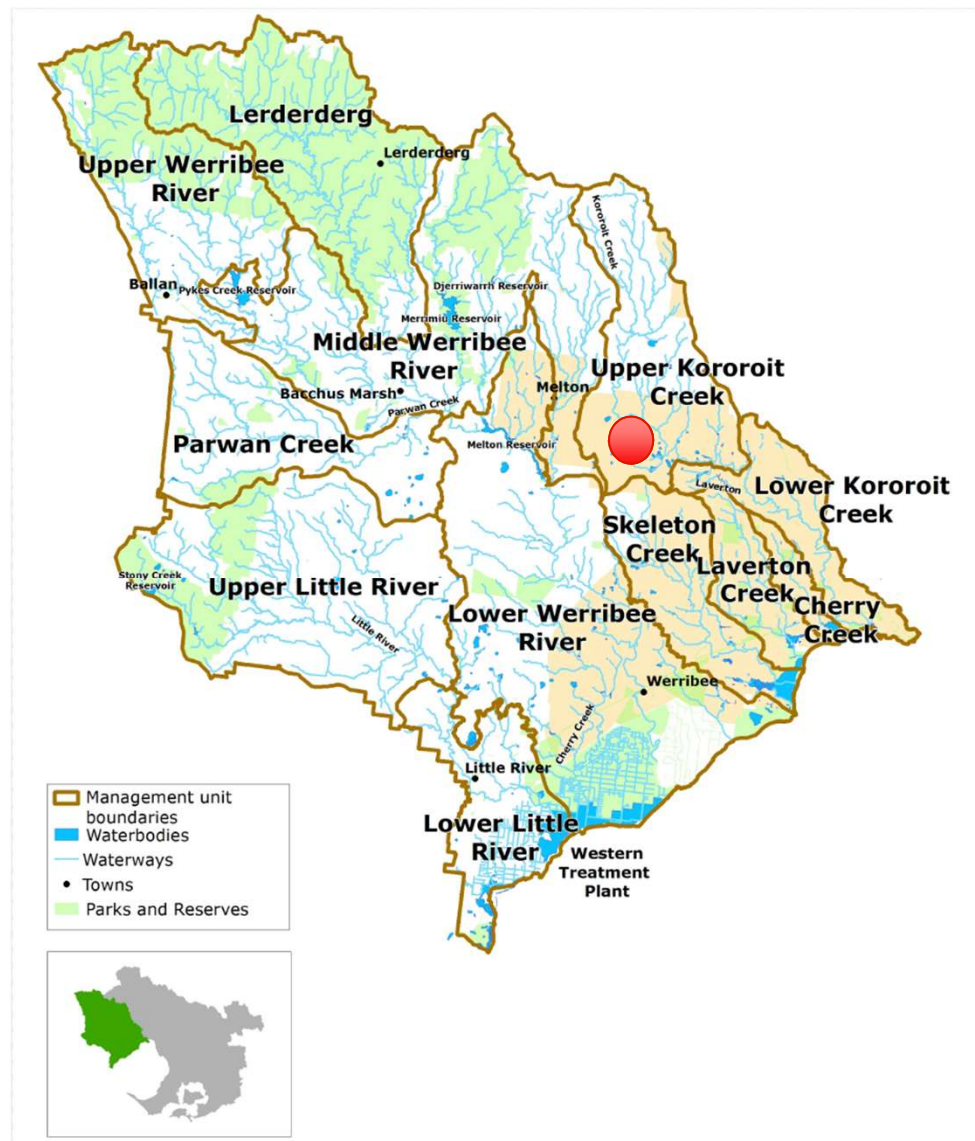 Lerderderg
Lerderderg
Upper Werribee
River
Kororoit Creek
Ballan
Pykes Creek Reservoir
Djerriwarrh Reservoir
Merrimu Reservoir
Middle Werribee
River
Upper Kororoit
Creek
Melton
Bacchus Marsh
Parwan Creek
Parwan Creek
Melton Reservoir
Laverton
Lower Kororoit
Creek
Skeleton
Creek
Laverton
Creek
Cherry
Creek
Stony Creek
Reservoir
Upper Little River
Little River
Lower Werribee
River
Werribee
Cherry Creek
Little River
Lower Little
River
Western
Treatment
Plant
Management unit
boundaries
Waterbodies
Waterways
Towns
Parks and Reserves